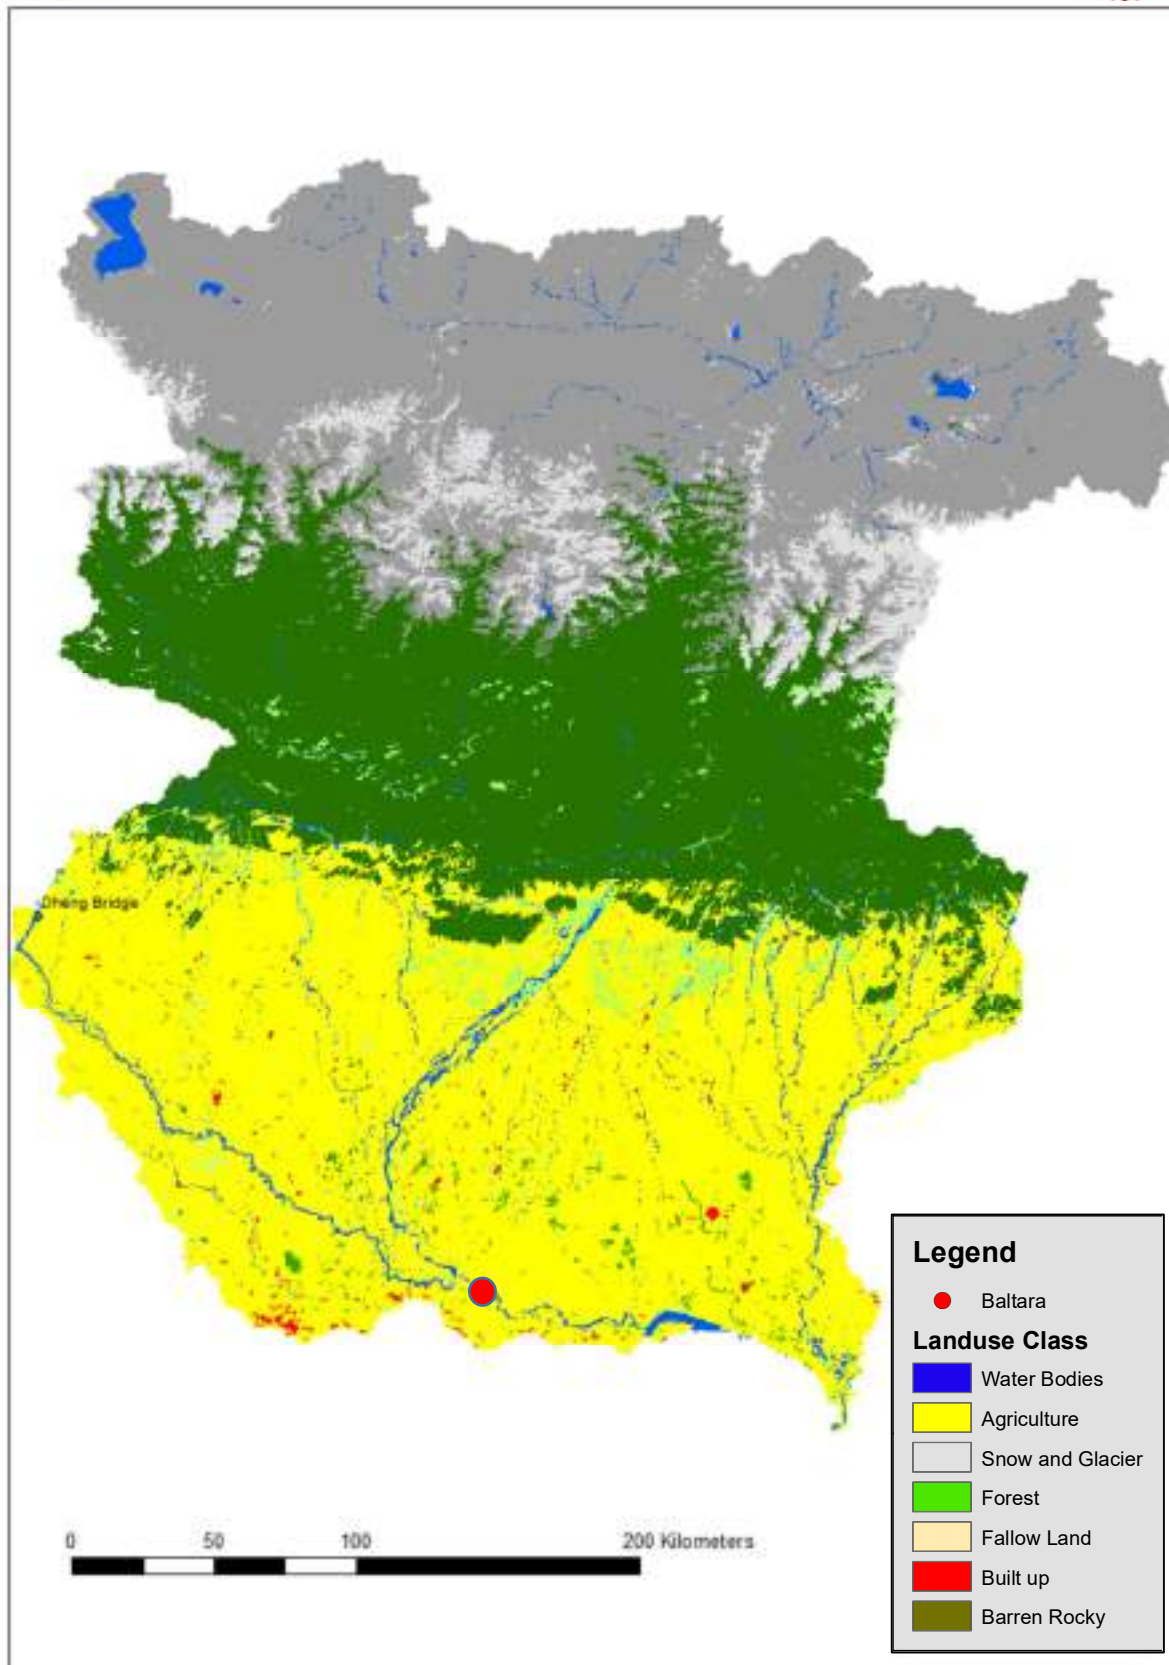 Dheng Bridge
Legend
Baltara
Landuse Class
Water Bodies
Agriculture
Snow and Glacier
Forest
Fallow Land
Built up
Barren Rocky
0 50 100 200 Kilometers